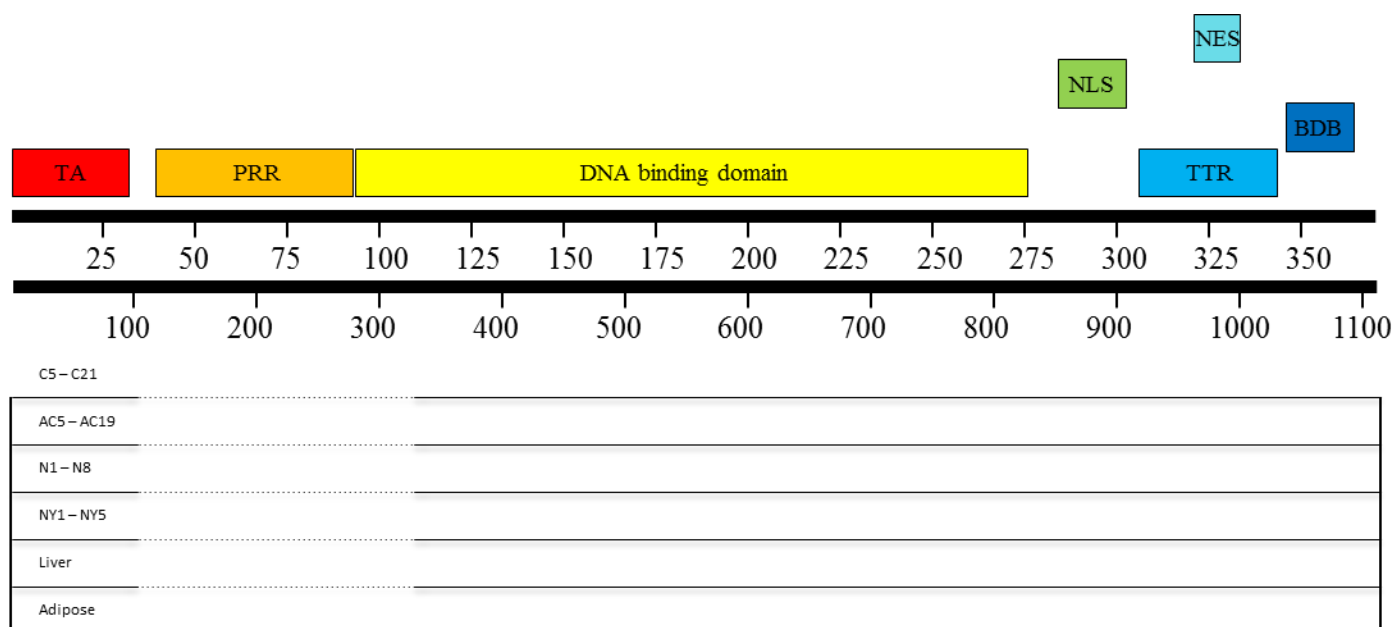 NES
NLS
BDB
TA PRR DNA binding domain TTR
25 50 75 100 125 150 175 200 225 250 275 300 325 350
100 200 300 400 500 600 700 800 900 1000 1100
C5 – C21
AC5 – AC19
N1 – N8
NY1 – NY5
Liver
Adipose